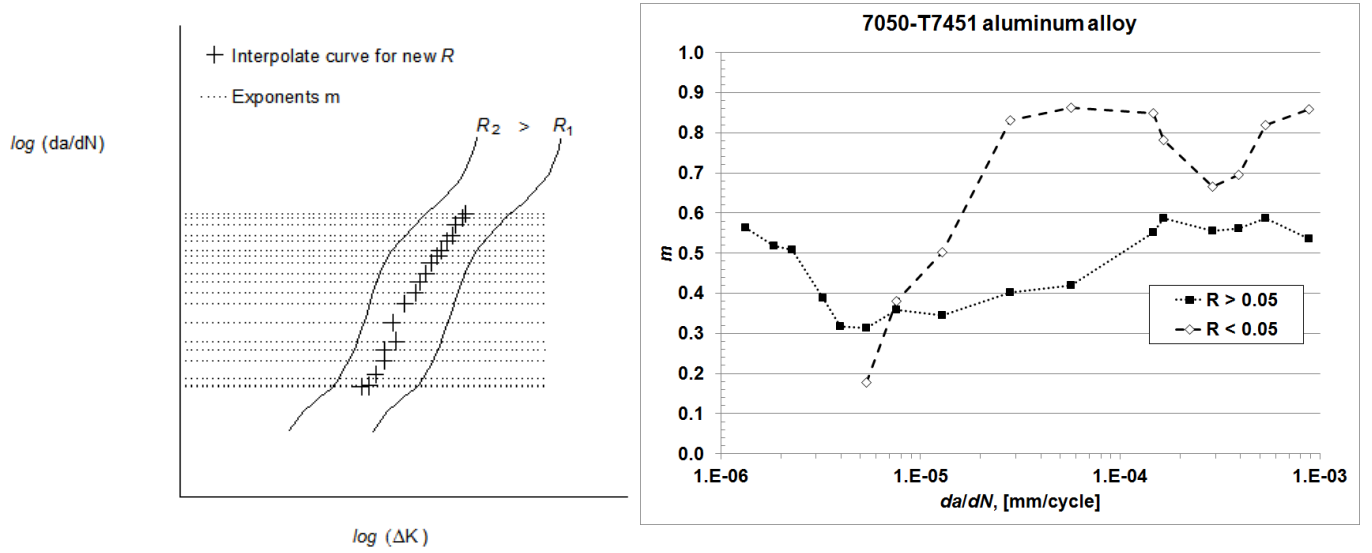 Interpolate curve for new R
Exponents m
log (da/dN)
R2 > R1
log (ΔK)
7050-T7451 aluminum alloy
1.0
0.9
0.8
0.7
0.6
0.5
0.4
0.3
0.2
0.1
0.0
m
R > 0.05
R < 0.05
1.E-06 1.E-05 1.E-04 1.E-03
da/dN, [mm/cycle]